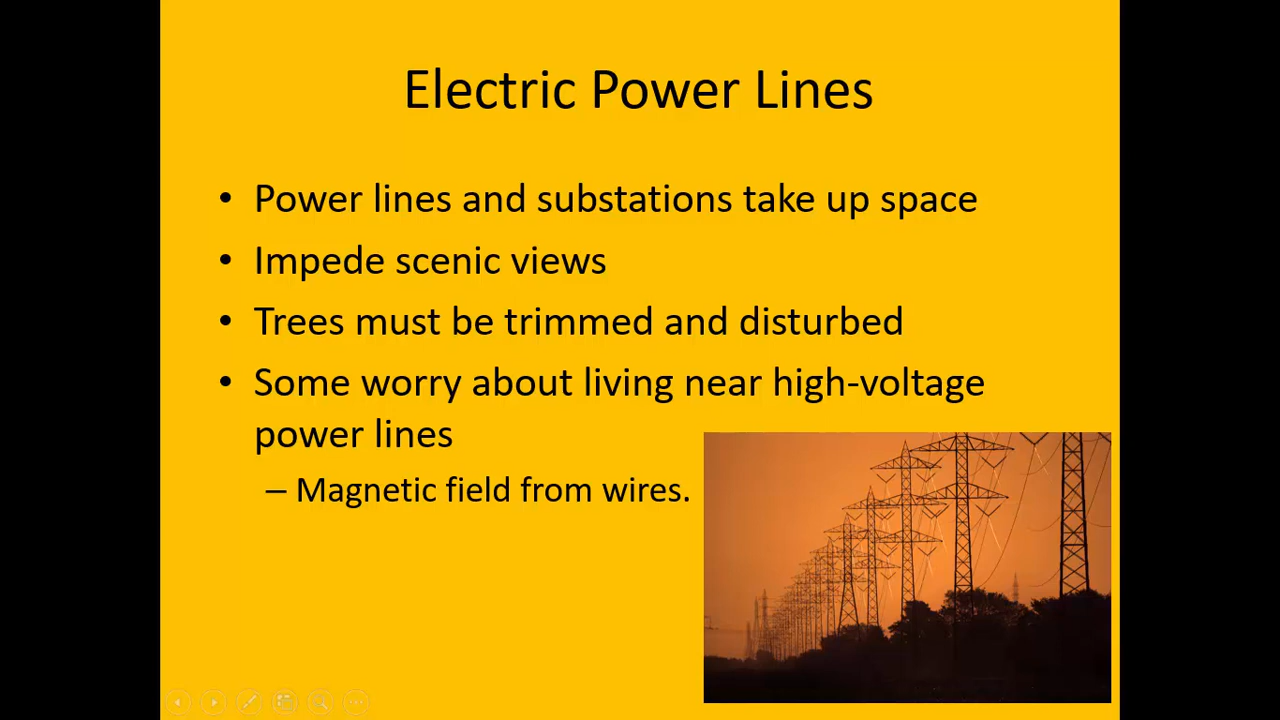 Electric Power Lines
• Power lines and substations take up space
• Impede scenic views
• Trees must be trimmed and disturbed
• Some worry about living near high-voltage
power lines
– Magnetic field from wires.